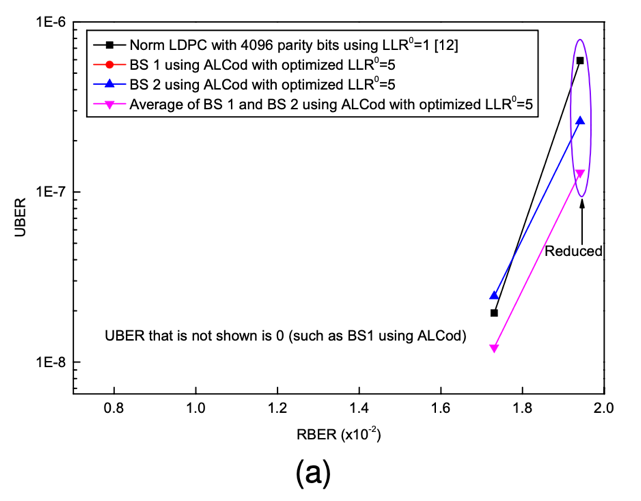 1E-6
Norm LDPC with 4096 parity bits using LLR⁰=1 [12]
BS 1 using ALCod with optimized LLR⁰=5
BS 2 using ALCod with optimized LLR⁰=5
Average of BS 1 and BS 2 using ALCod with optimized LLR⁰=5
1E-7
UBER
Reduced
UBER that is not shown is 0 (such as BS1 using ALCod)
1E-8
0.8 1.0 1.2 1.4 1.6 1.8 2.0
RBER (x10⁻²)
(a)